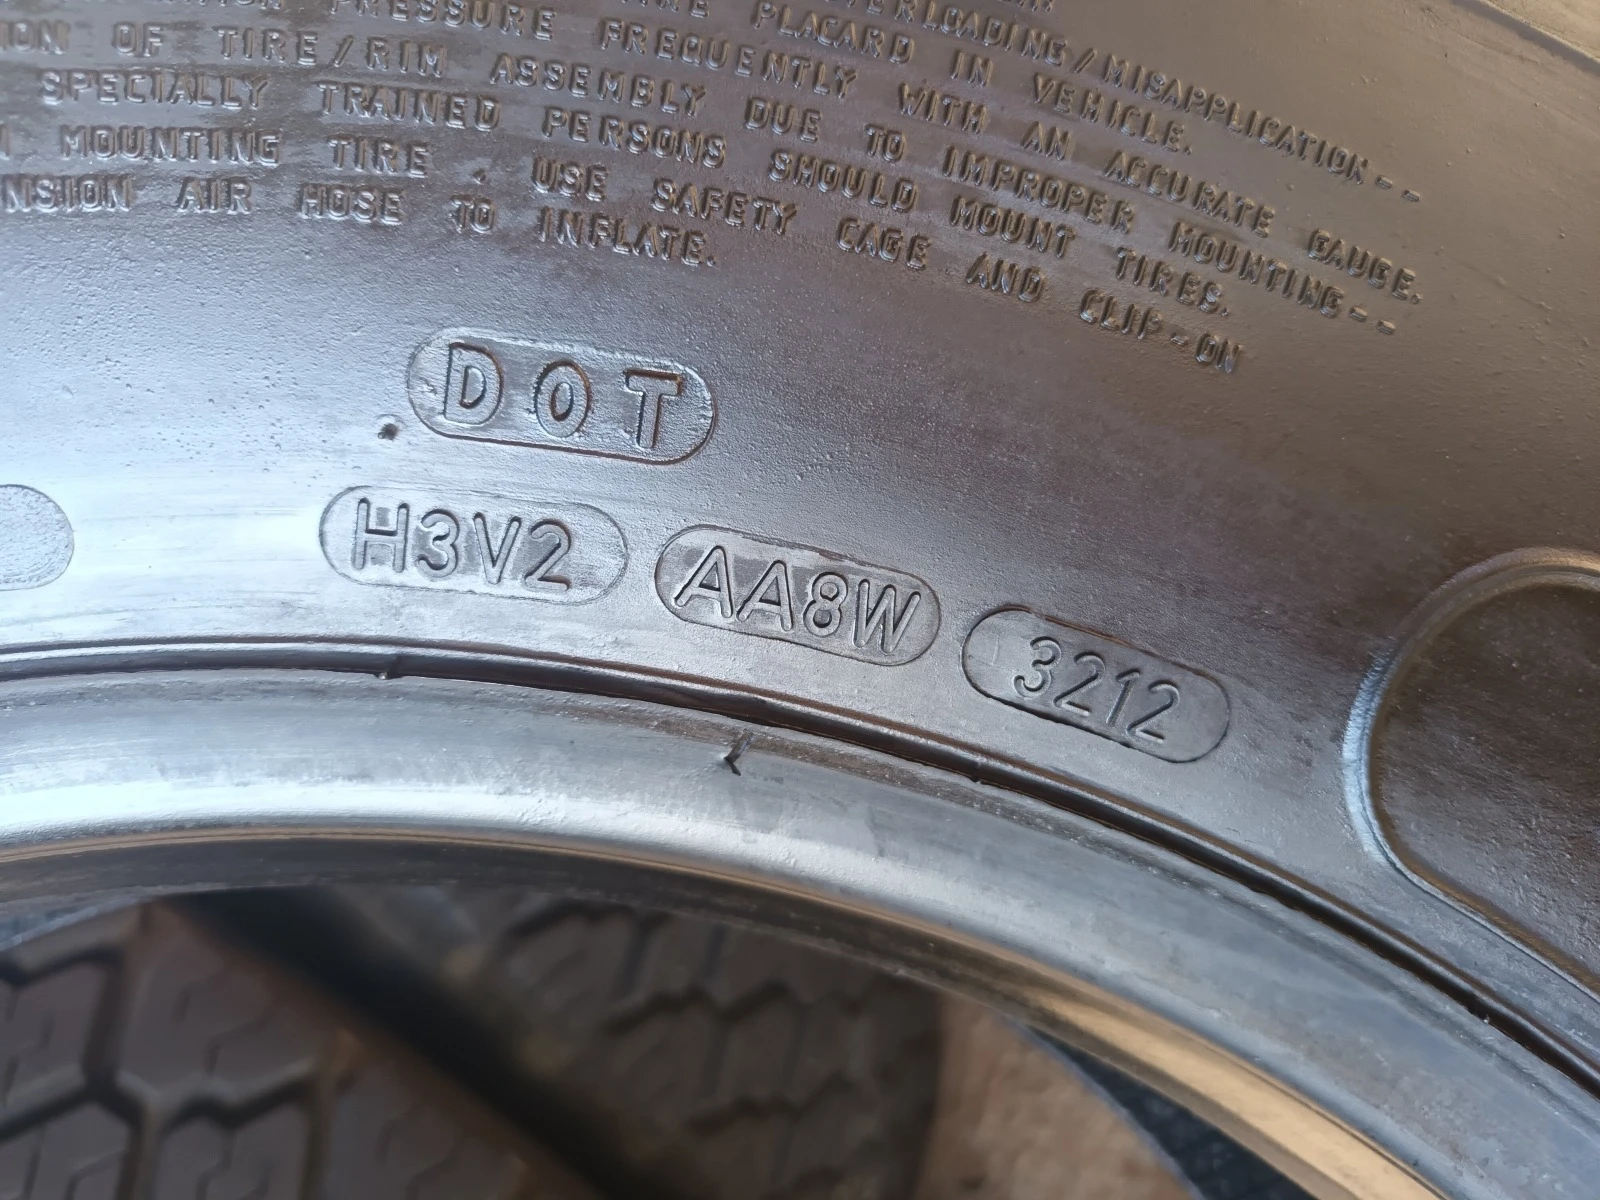 OVERLOADING/MISAPPLICATION--
PLACARD IN VEHICLE.
PRESSURE FREQUENTLY WITH AN ACCURATE GAUGE.
ION OF TIRE/RIM ASSEMBLY DUE TO IMPROPER MOUNTING--
SPECIALLY TRAINED PERSONS SHOULD MOUNT TIRES.
MOUNTING TIRE. USE SAFETY CAGE AND CLIP-ON
NSION AIR HOSE TO INFLATE.
DOT
H3V2 AA8W 3212